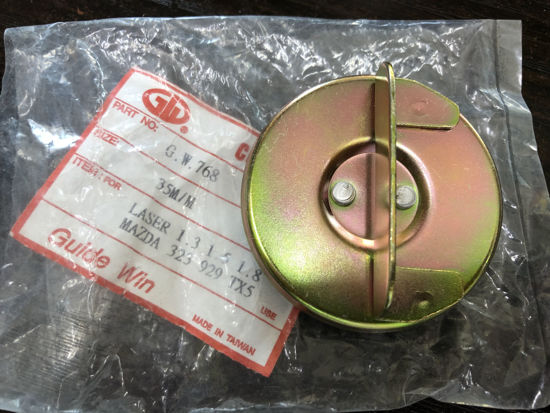 GID
PART NO:
C
G.W.768
SIZE:
35M/M
ITEM: FOR
LASER 1.3 1.5 1.8
MAZDA 323 929 TX5
USE
Guide Win
MADE IN TAIWAN